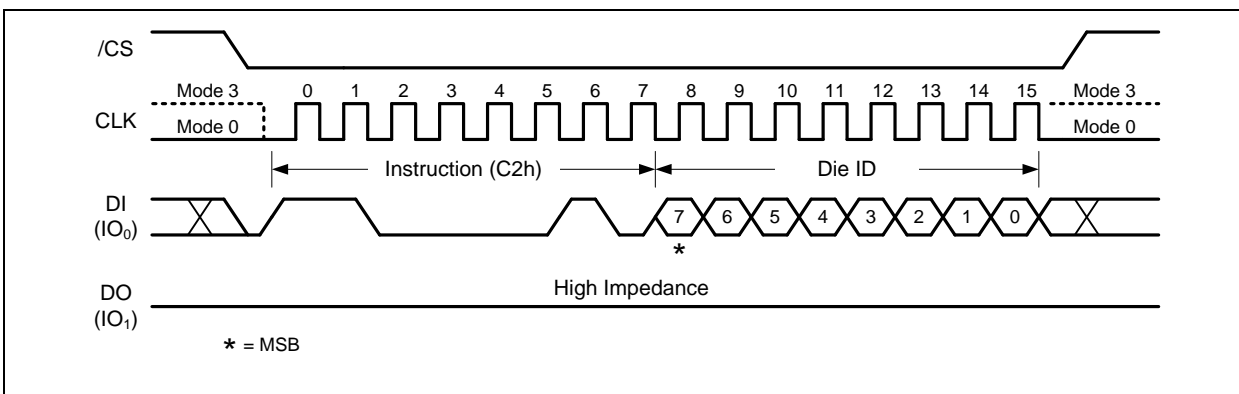 /CS
Mode 3 0 1 2 3 4 5 6 7 8 9 10 11 12 13 14 15 Mode 3
CLK
Mode 0 Mode 0
Instruction (C2h) Die ID
DI
(IO₀)
7 6 5 4 3 2 1 0
*
DO
(IO₁)
High Impedance
* = MSB